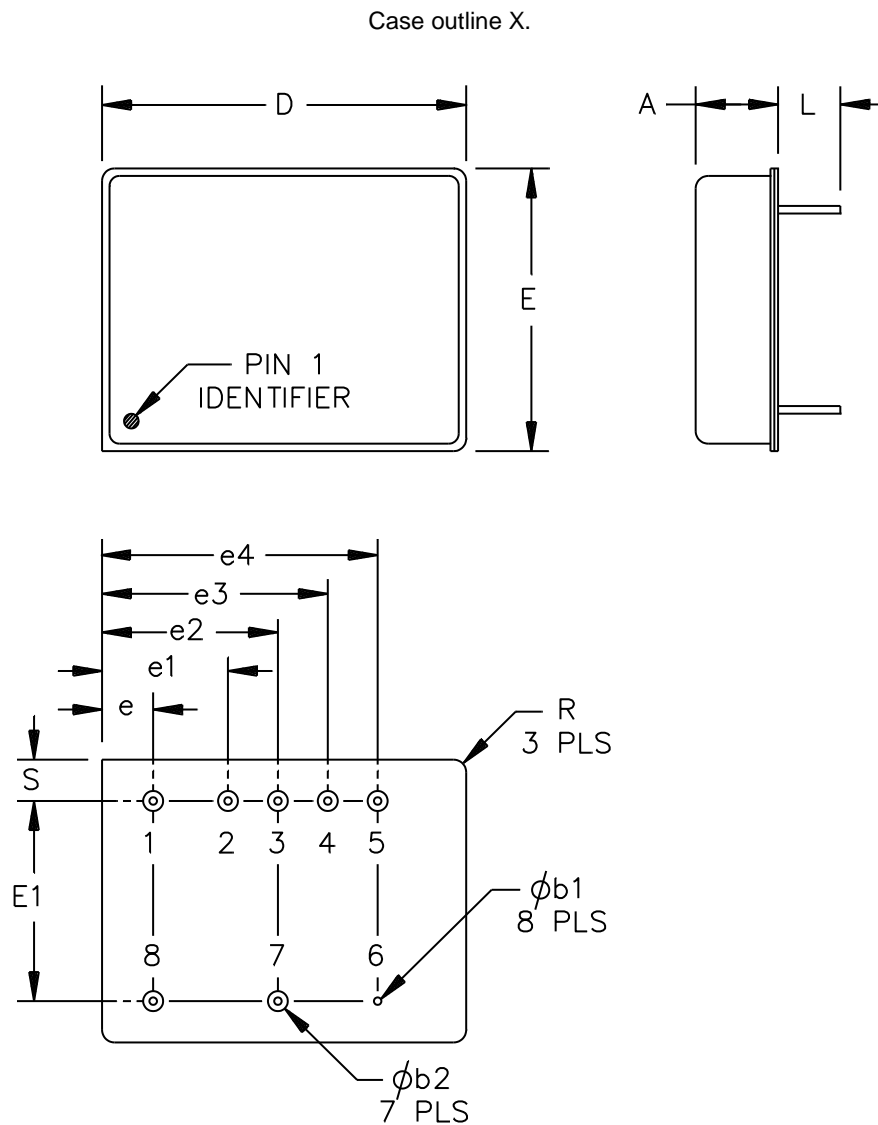 Case outline X.
D
A
L
E
PIN 1
IDENTIFIER
e4
e3
e2
e1
e
R
3 PLS
S
1 2 3 4 5
E1
ϕb1
8 PLS
8 7 6
ϕb2
7 PLS